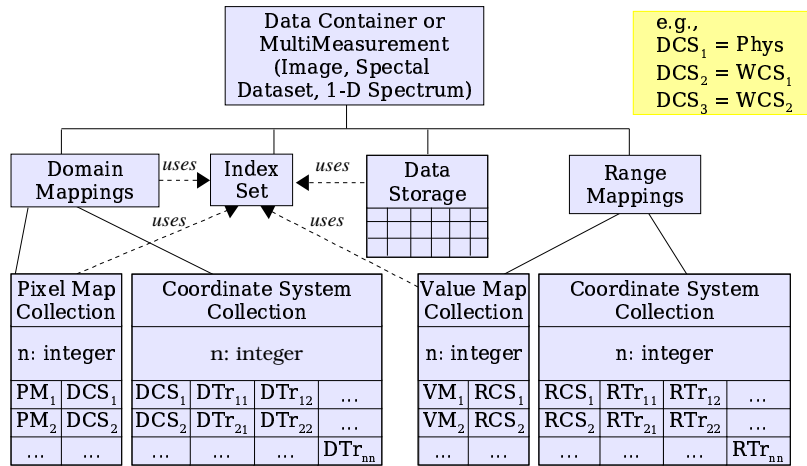 Data Container or
MultiMeasurement
(Image, Spectal
Dataset, 1-D Spectrum)
e.g.,
DCS₁ = Phys
DCS₂ = WCS₁
DCS₃ = WCS₂
Domain
Mappings
uses
Index
Set
uses
Data
Storage
Range
Mappings
uses
uses
Pixel Map
Collection
n: integer
PM₁ DCS₁
PM₂ DCS₂
... ...
Coordinate System
Collection
n: integer
DCS₁ DTr₁₁ DTr₁₂ ...
DCS₂ DTr₂₁ DTr₂₂ ...
... ... ... DTrₙₙ
Value Map
Collection
n: integer
VM₁ RCS₁
VM₂ RCS₂
... ...
Coordinate System
Collection
n: integer
RCS₁ RTr₁₁ RTr₁₂ ...
RCS₂ RTr₂₁ RTr₂₂ ...
... ... ... RTrₙₙ